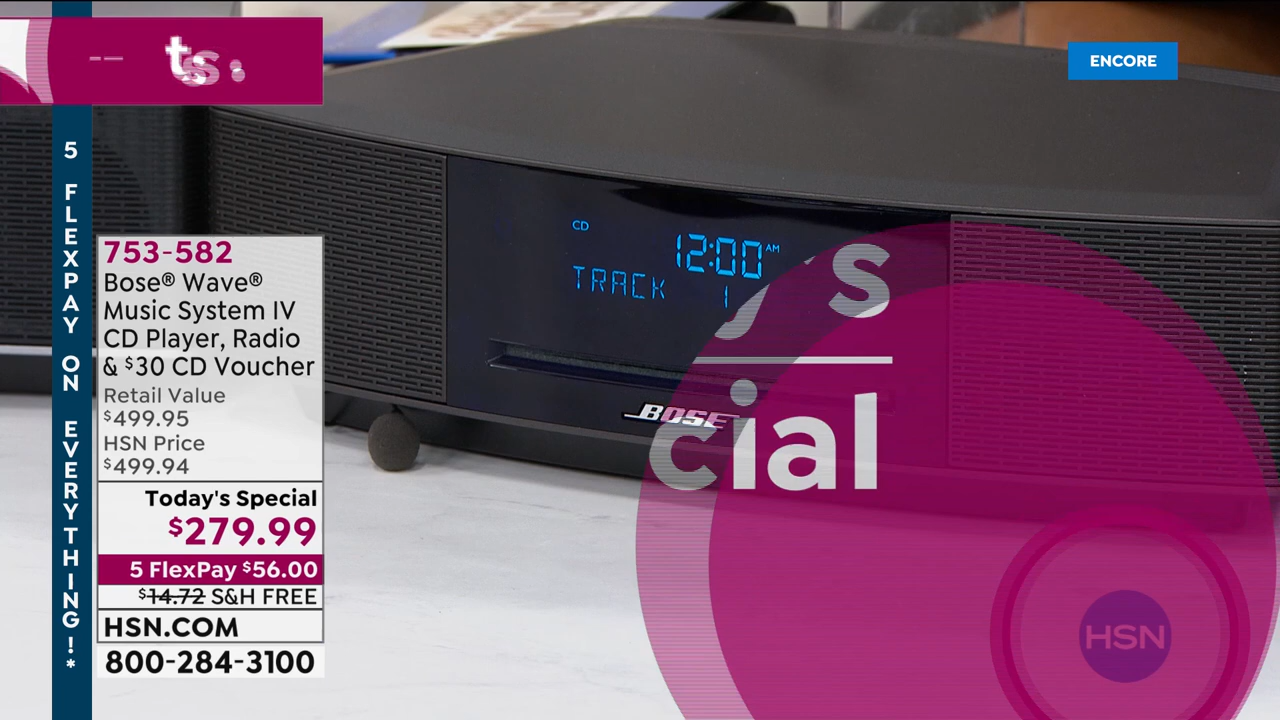 ts.
ENCORE
5 FLEXPAY ON EVERYTHING!*
753-582
Bose® Wave®
Music System IV
CD Player, Radio
& $30 CD Voucher
Retail Value
$499.95
HSN Price
$499.94
Today's Special
$279.99
5 FlexPay $56.00
$14.72 S&H FREE
HSN.COM
800-284-3100
CD
12:00 AM
TRACK 1
BOSE
y's
cial
HSN